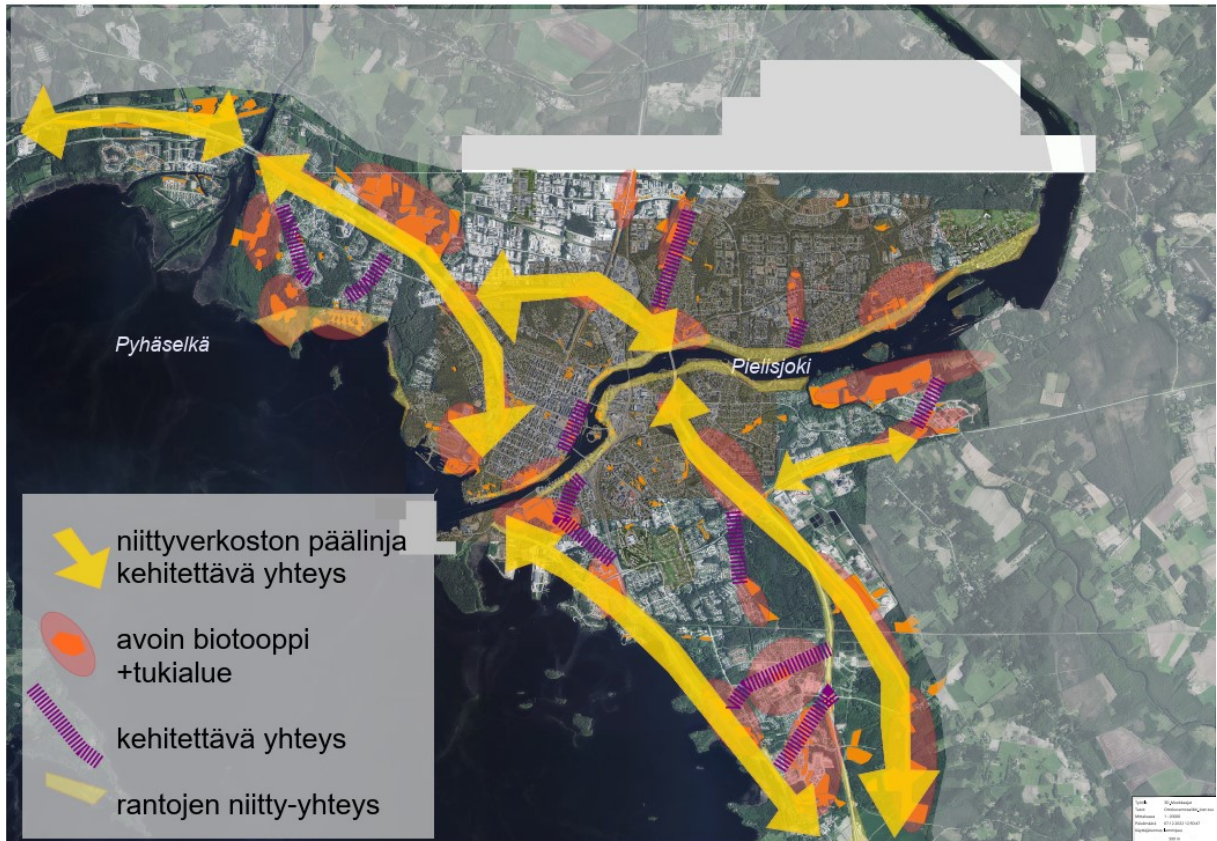 Pyhäselkä
Pielisjoki
niittyverkoston päälinja
kehitettävä yhteys
avoin biotooppi
+tukialue
kehitettävä yhteys
rantojen niitty-yhteys